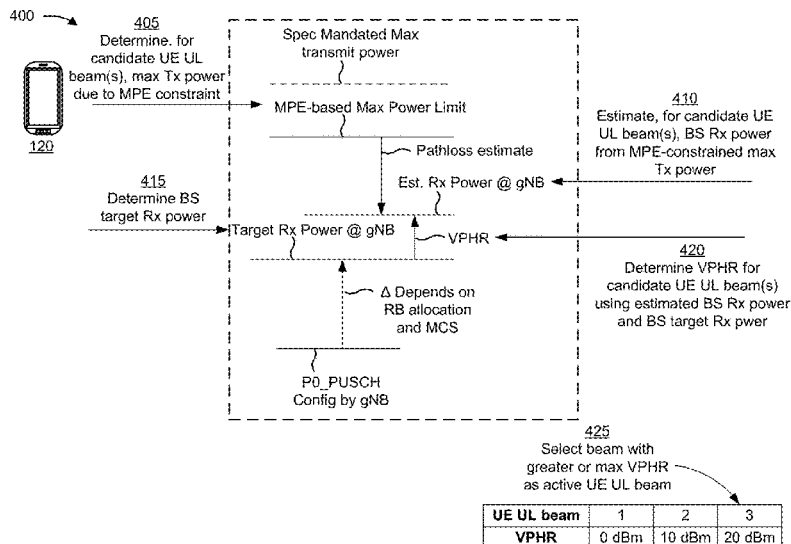 400
405
Determine, for
candidate UE UL
beam(s), max Tx power
due to MPE constraint
120
415
Determine BS
target Rx power
Spec Mandated Max
transmit power
MPE-based Max Power Limit
Pathloss estimate
Est. Rx Power @ gNB
Target Rx Power @ gNB
VPHR
Δ Depends on
RB allocation
and MCS
P0_PUSCH
Config by gNB
410
Estimate, for candidate UE
UL beam(s), BS Rx power
from MPE-constrained max
Tx power
420
Determine VPHR for
candidate UE UL beam(s)
using estimated BS Rx power
and BS target Rx pwer
425
Select beam with
greater or max VPHR
as active UE UL beam
UE UL beam 1 2 3
VPHR 0 dBm 10 dBm 20 dBm